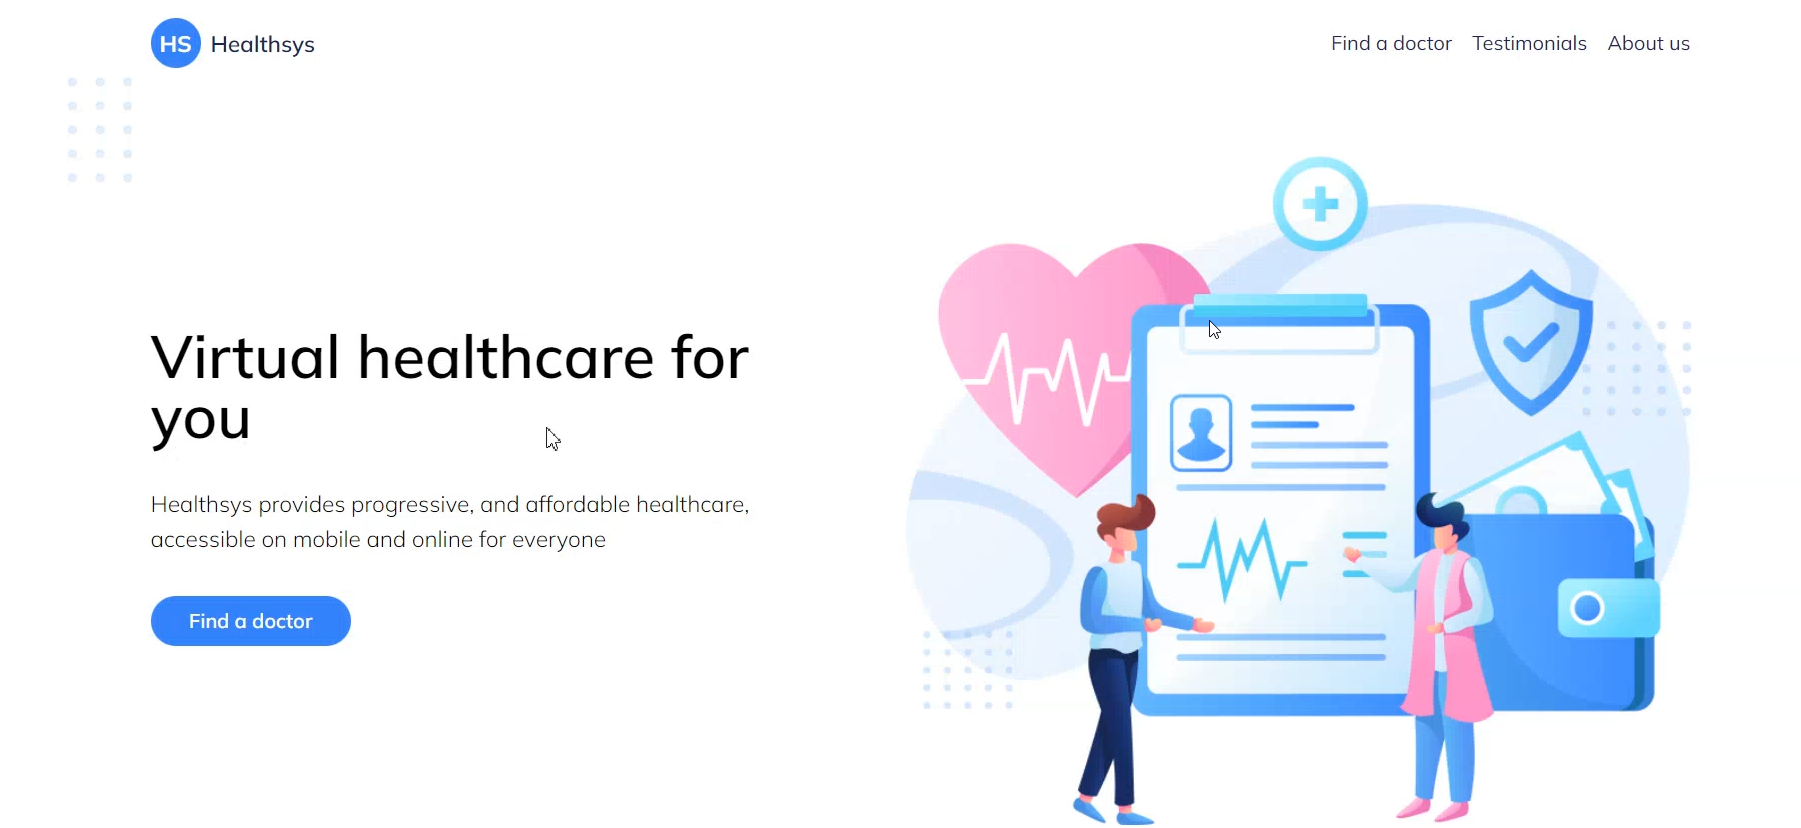 HS Healthsys
Find a doctor Testimonials About us
Virtual healthcare for
you
Healthsys provides progressive, and affordable healthcare,
accessible on mobile and online for everyone
Find a doctor